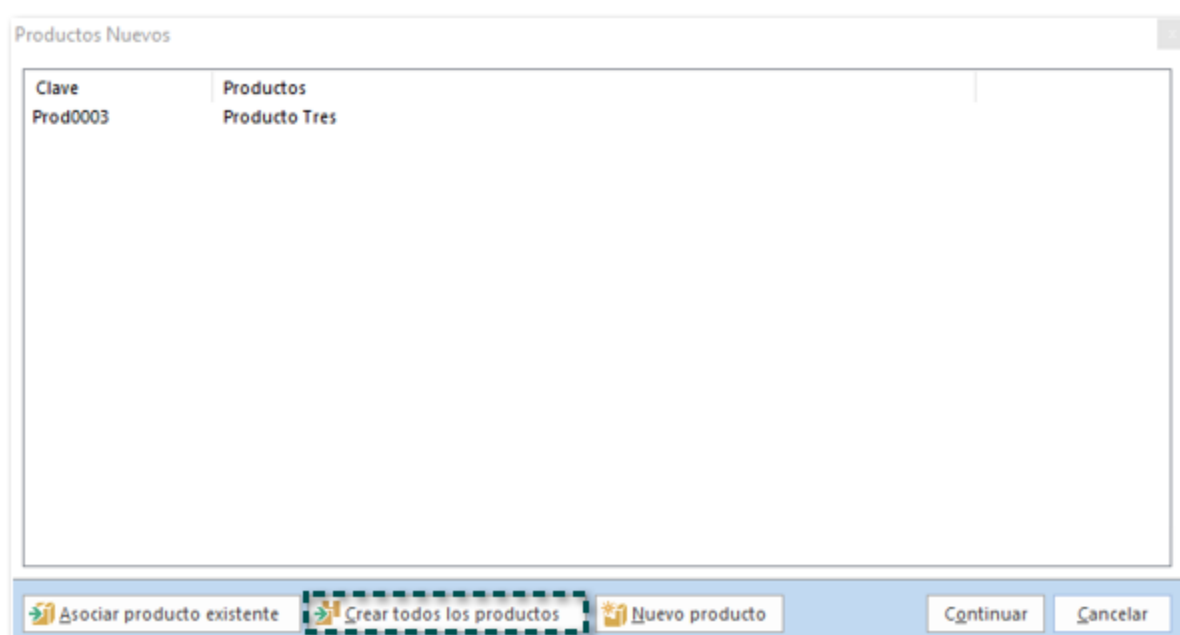 Productos Nuevos
Clave Productos
Prod0003 Producto Tres
Asociar producto existente Crear todos los productos Nuevo producto Continuar Cancelar